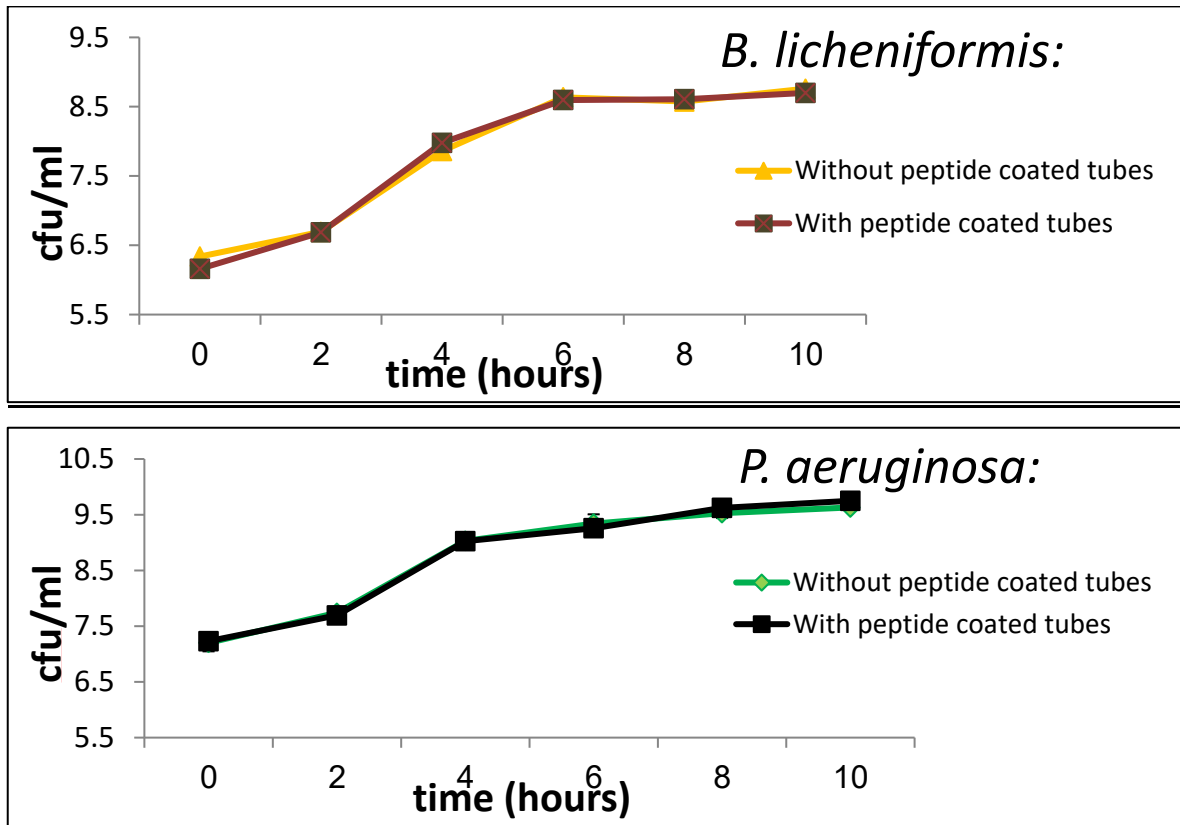 B. licheniformis:
9.5
8.5
7.5
6.5
5.5
cfu/ml
Without peptide coated tubes
With peptide coated tubes
0 2 4 6 8 10
time (hours)
P. aeruginosa:
10.5
9.5
8.5
7.5
6.5
5.5
cfu/ml
Without peptide coated tubes
With peptide coated tubes
0 2 4 6 8 10
time (hours)